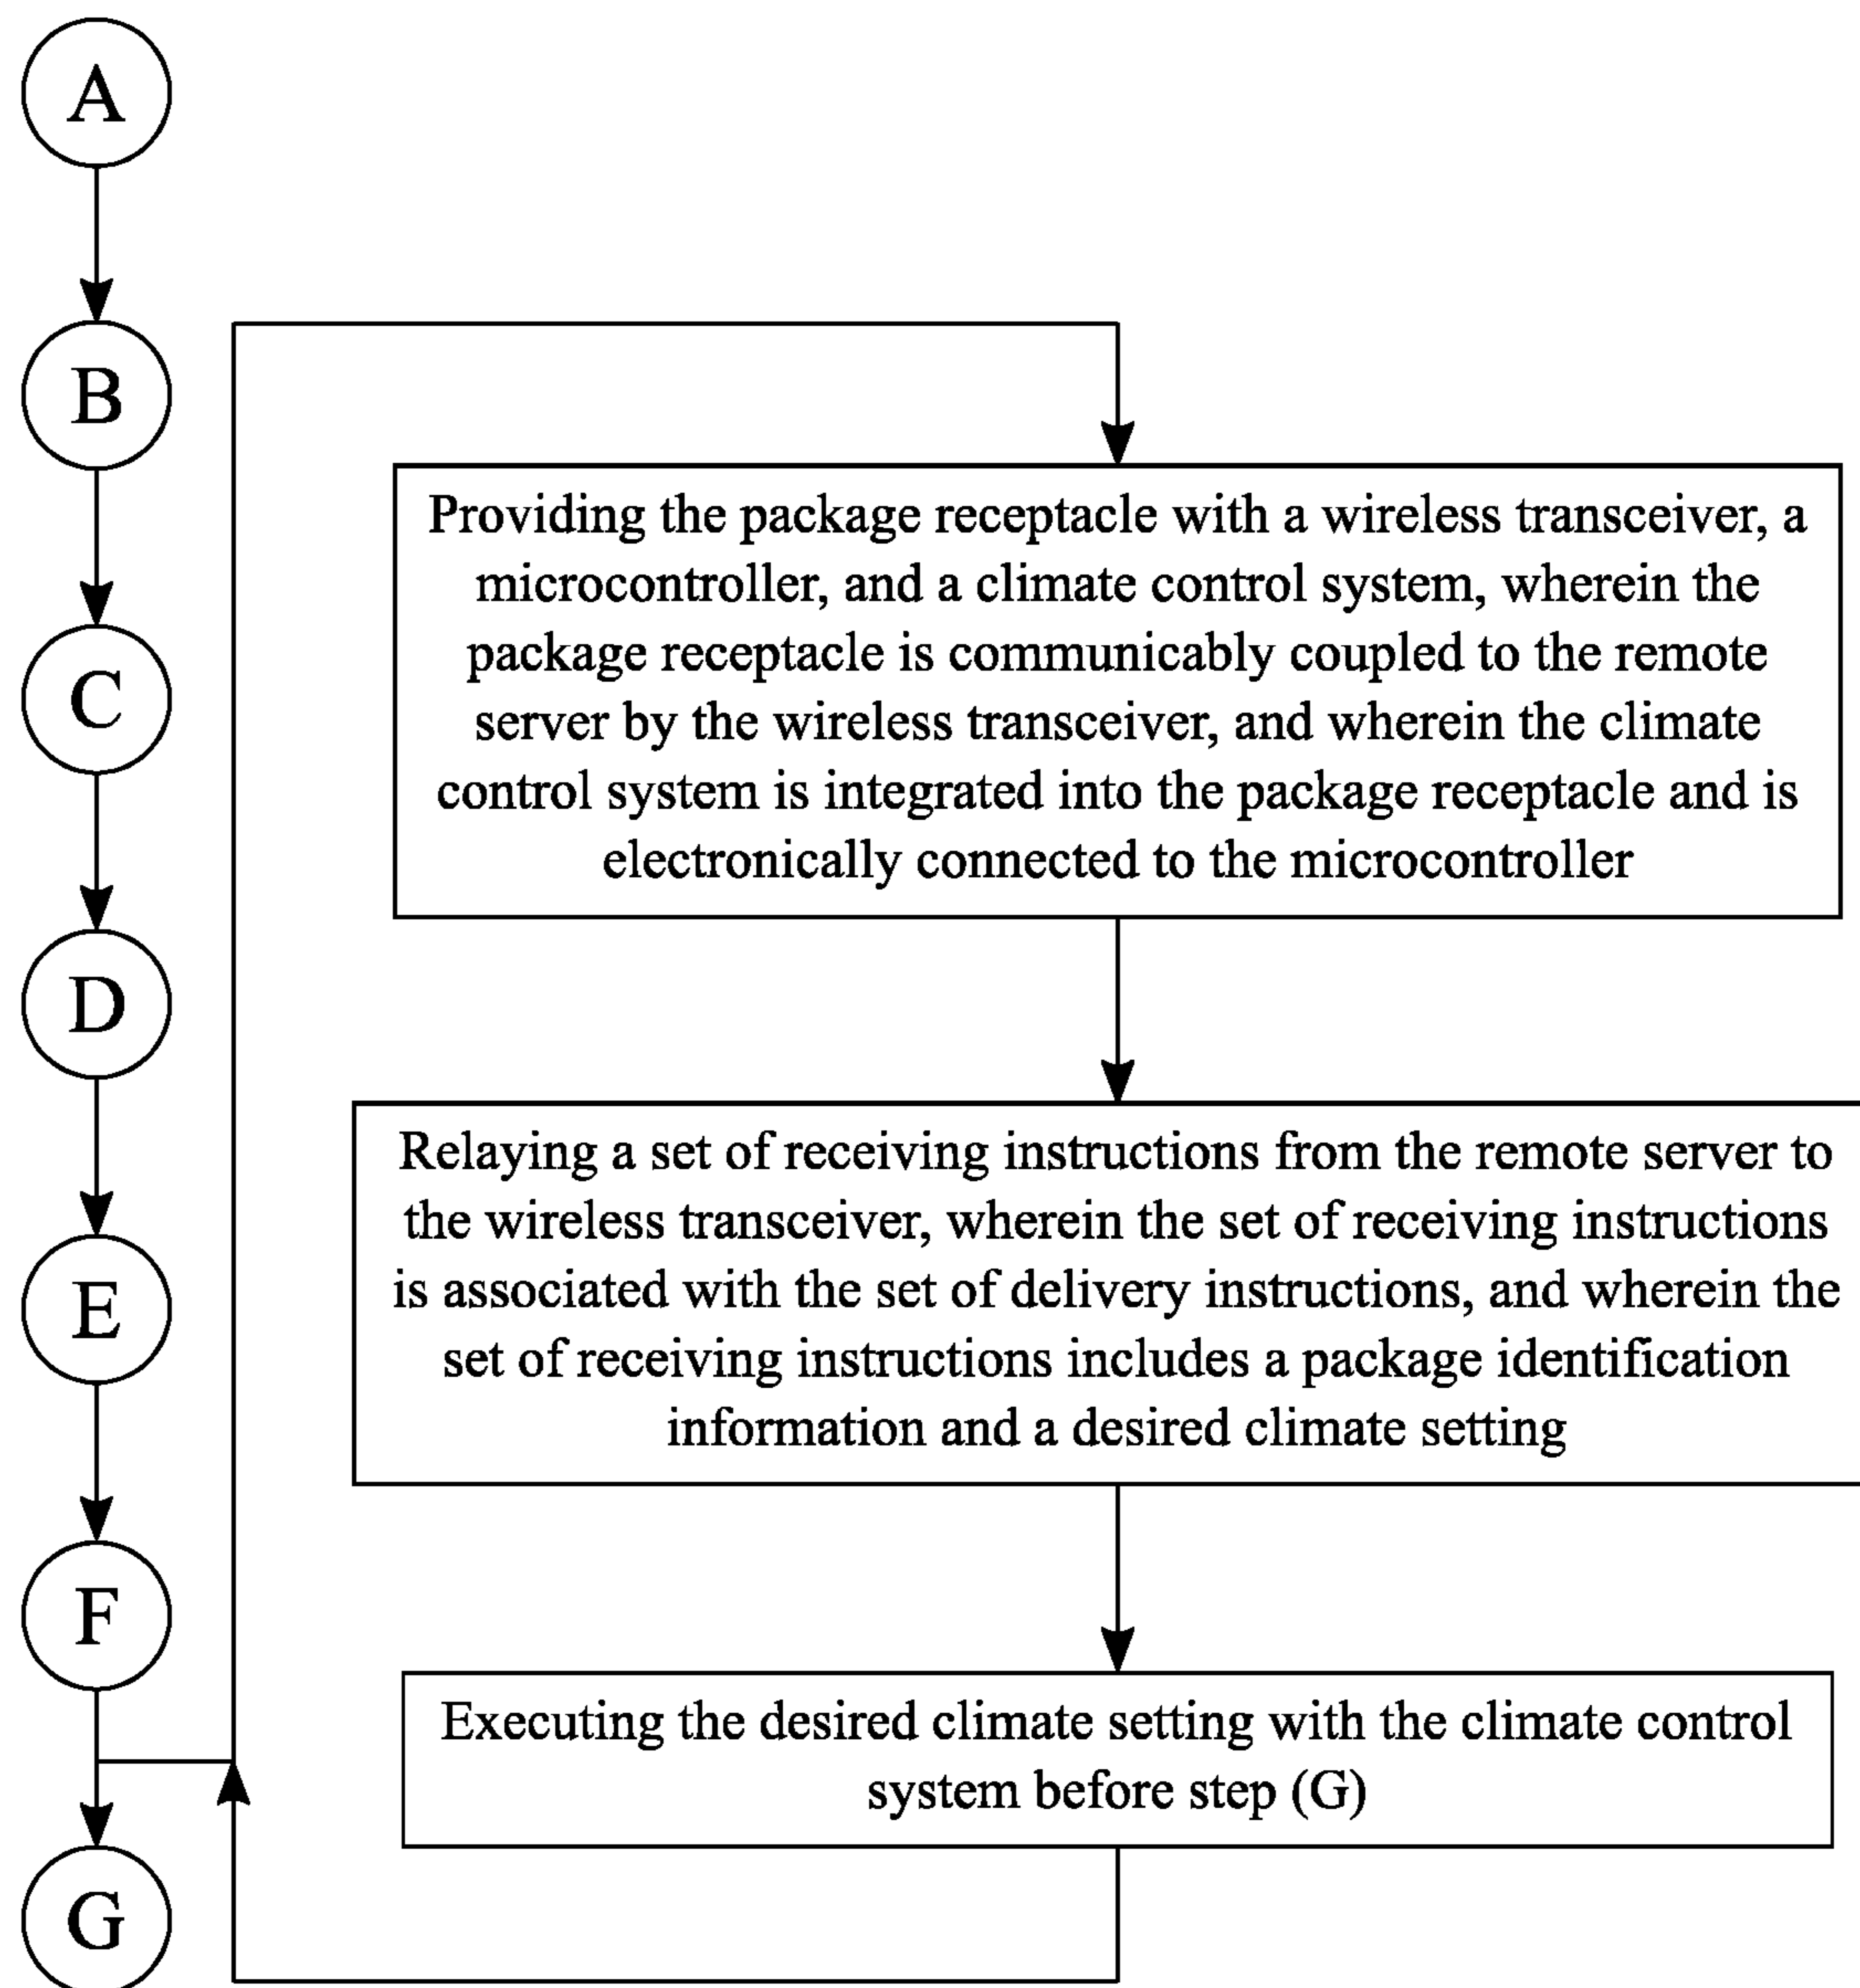 A
B
C
D
E
F
G
Providing the package receptacle with a wireless transceiver, a
microcontroller, and a climate control system, wherein the
package receptacle is communicably coupled to the remote
server by the wireless transceiver, and wherein the climate
control system is integrated into the package receptacle and is
electronically connected to the microcontroller
Relaying a set of receiving instructions from the remote server to
the wireless transceiver, wherein the set of receiving instructions
is associated with the set of delivery instructions, and wherein the
set of receiving instructions includes a package identification
information and a desired climate setting
Executing the desired climate setting with the climate control
system before step (G)